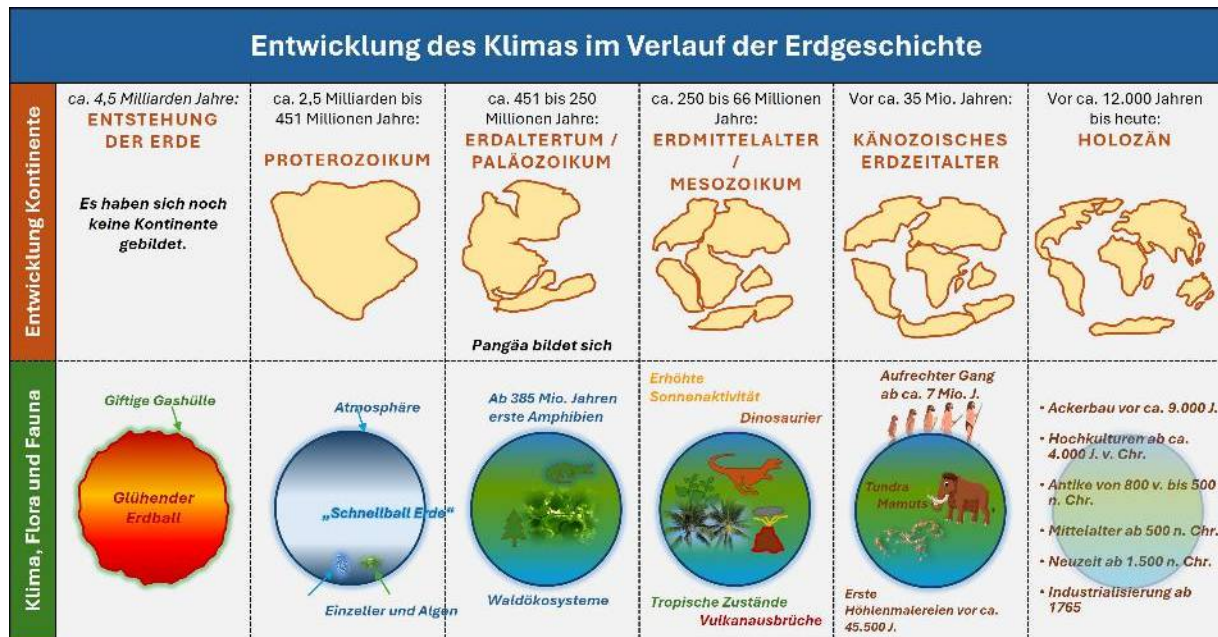 Entwicklung des Klimas im Verlauf der Erdgeschichte
Entwicklung Kontinente
ca. 4,5 Milliarden Jahre:
ENTSTEHUNG
DER ERDE
Es haben sich noch
keine Kontinente
gebildet.
ca. 2,5 Milliarden bis
451 Millionen Jahre:
PROTEROZOIKUM
ca. 451 bis 250
Millionen Jahre:
ERDALTERTUM /
PALÄOZOIKUM
Pangäa bildet sich
ca. 250 bis 66 Millionen
Jahre:
ERDMITTELALTER
/
MESOZOIKUM
Vor ca. 35 Mio. Jahren:
KÄNOZOISCHES
ERDZEITALTER
Vor ca. 12.000 Jahren
bis heute:
HOLOZÄN
Klima, Flora und Fauna
Giftige Gashülle
Glühender
Erdball
Atmosphäre
„Schnellball Erde“
Einzeller und Algen
Ab 385 Mio. Jahren
erste Amphibien
Waldökosysteme
Erhöhte
Sonnenaktivität
Dinosaurier
Tropische Zustände
Vulkanausbrüche
Aufrechter Gang
ab ca. 7 Mio. J.
Tundra
Mamuts
Erste
Höhlenmalereien vor ca.
45.500 J.
• Ackerbau vor ca. 9.000 J.
• Hochkulturen ab ca.
4.000 J. v. Chr.
• Antike von 800 v. bis 500
n. Chr.
• Mittelalter ab 500 n. Chr.
• Neuzeit ab 1.500 n. Chr.
• Industrialisierung ab
1765